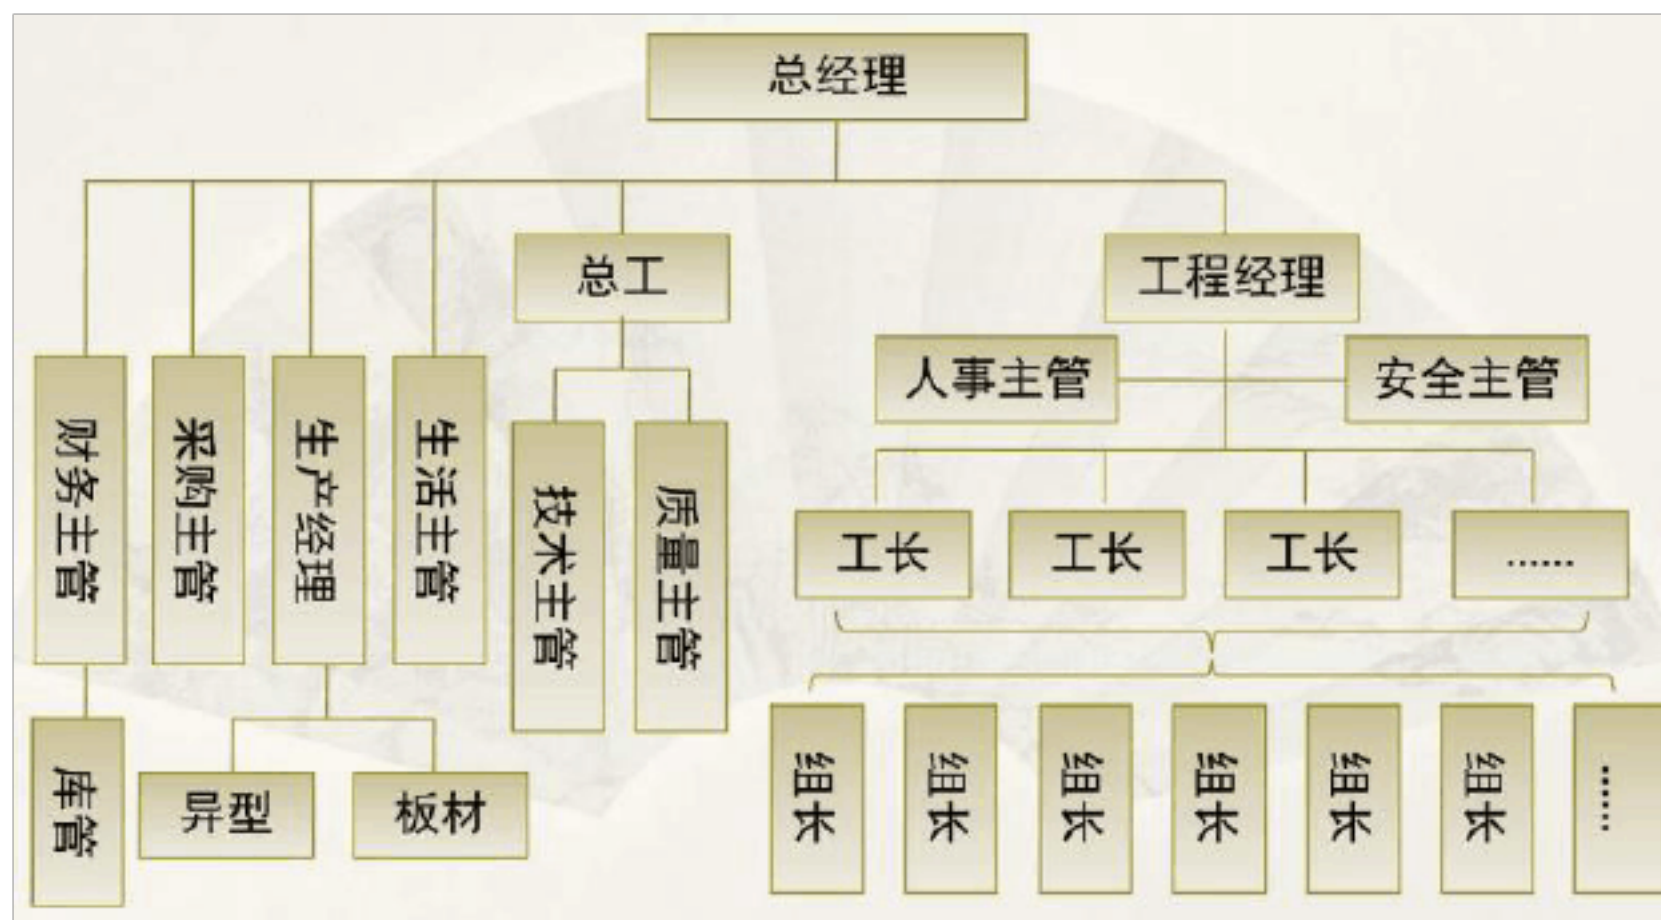 总经理
总工
工程经理
人事主管
安全主管
财务主管
采购主管
生产经理
生活主管
技术主管
质量主管
工长
工长
工长
……
库管
异型
板材
组长
组长
组长
组长
组长
组长
……